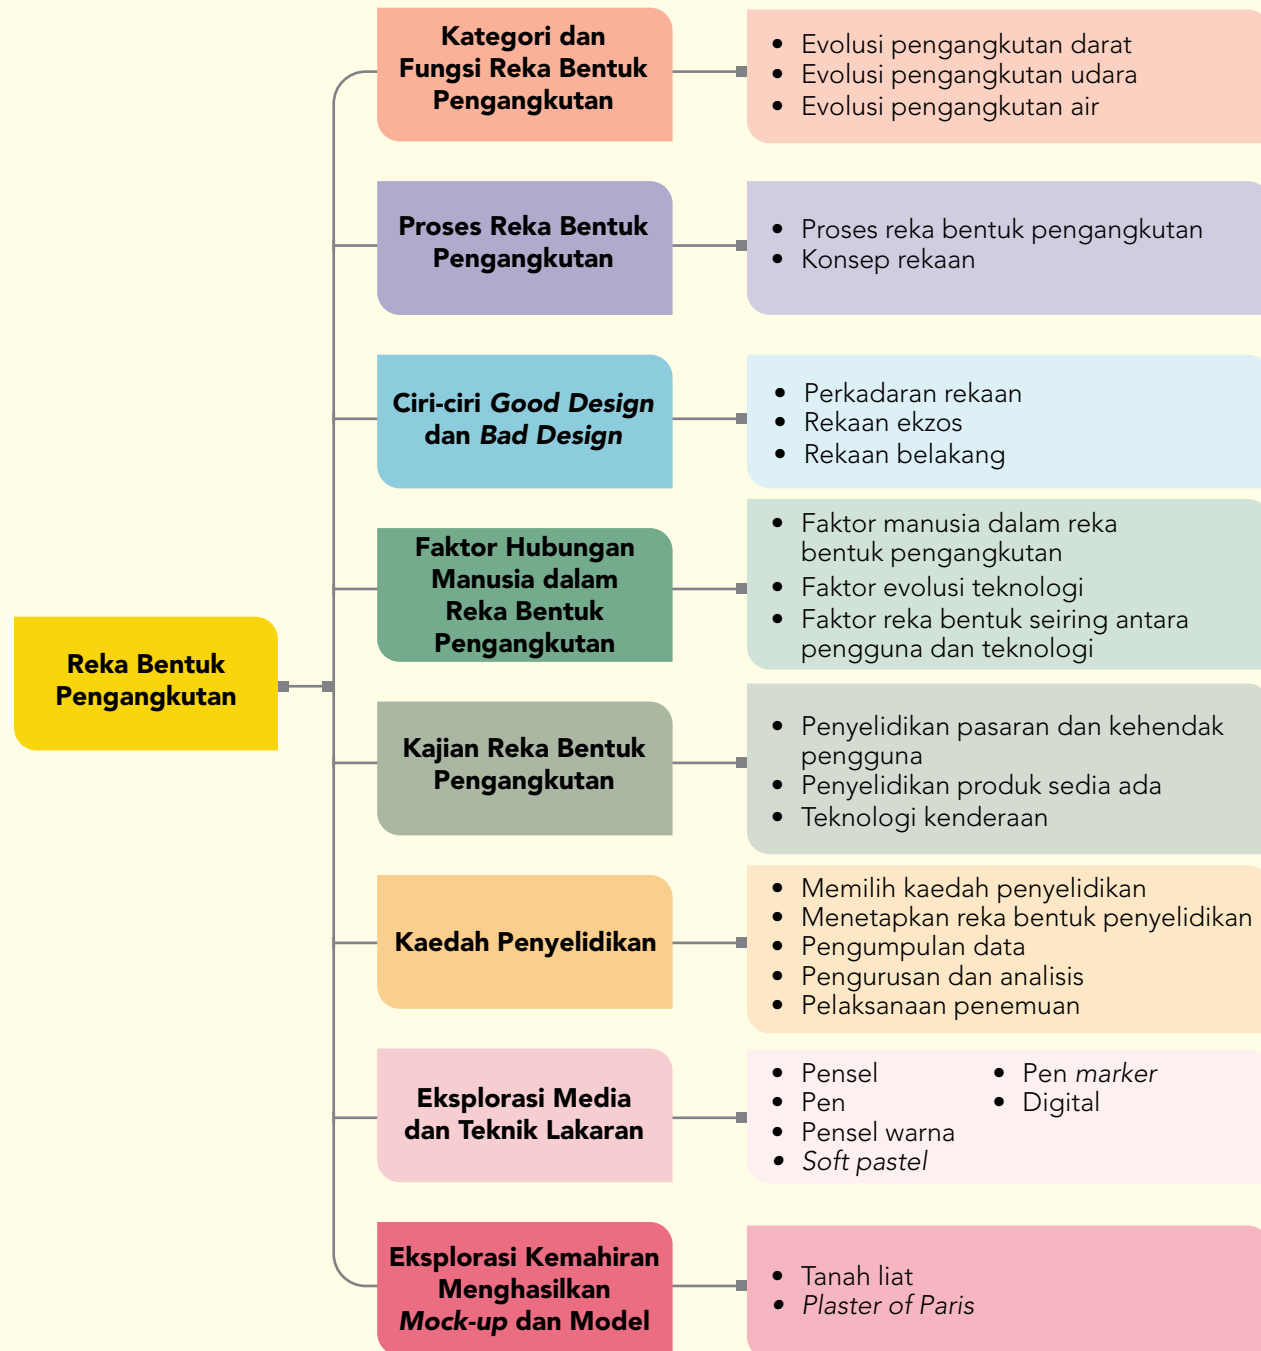 Kategori dan
Fungsi Reka Bentuk
Pengangkutan
• Evolusi pengangkutan darat
• Evolusi pengangkutan udara
• Evolusi pengangkutan air
Proses Reka Bentuk
Pengangkutan
• Proses reka bentuk pengangkutan
• Konsep rekaan
Ciri-ciri Good Design
dan Bad Design
• Perkadaran rekaan
• Rekaan ekzos
• Rekaan belakang
Faktor Hubungan
Manusia dalam
Reka Bentuk
Pengangkutan
• Faktor manusia dalam reka
bentuk pengangkutan
• Faktor evolusi teknologi
• Faktor reka bentuk seiring antara
pengguna dan teknologi
Reka Bentuk
Pengangkutan
Kajian Reka Bentuk
Pengangkutan
• Penyelidikan pasaran dan kehendak
pengguna
• Penyelidikan produk sedia ada
• Teknologi kenderaan
Kaedah Penyelidikan
• Memilih kaedah penyelidikan
• Menetapkan reka bentuk penyelidikan
• Pengumpulan data
• Pengurusan dan analisis
• Pelaksanaan penemuan
Eksplorasi Media
dan Teknik Lakaran
• Pensel
• Pen
• Pensel warna
• Soft pastel
• Pen marker
• Digital
Eksplorasi Kemahiran
Menghasilkan
Mock-up dan Model
• Tanah liat
• Plaster of Paris